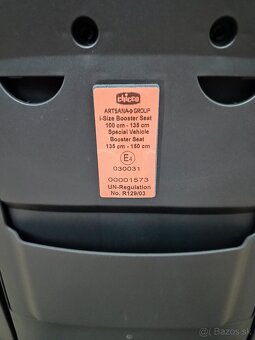 chicco
ARTSANA GROUP
i-Size Booster Seat
100 cm - 135 cm
Special Vehicle
Booster Seat
135 cm - 150 cm
E4
030031
00001573
UN-Regulation
No. R129/03
Bazos.sk